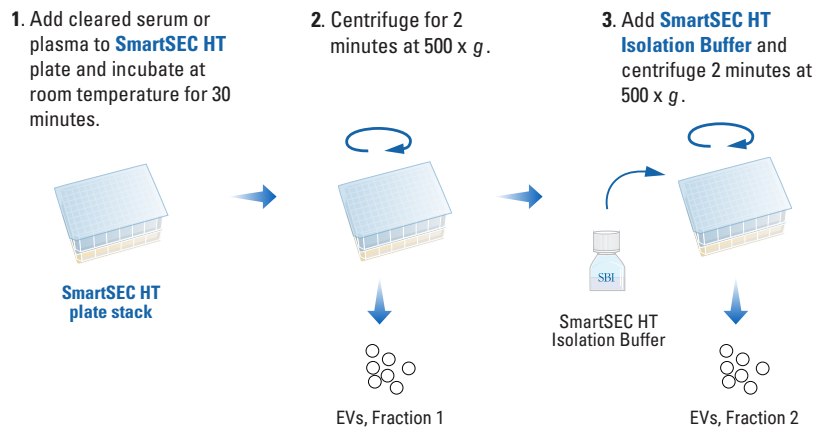 1. Add cleared serum or
plasma to SmartSEC HT
plate and incubate at
room temperature for 30
minutes.
2. Centrifuge for 2
minutes at 500 x g.
3. Add SmartSEC HT
Isolation Buffer and
centrifuge 2 minutes at
500 x g.
SmartSEC HT
plate stack
SBI
SmartSEC HT
Isolation Buffer
EVs, Fraction 1
EVs, Fraction 2